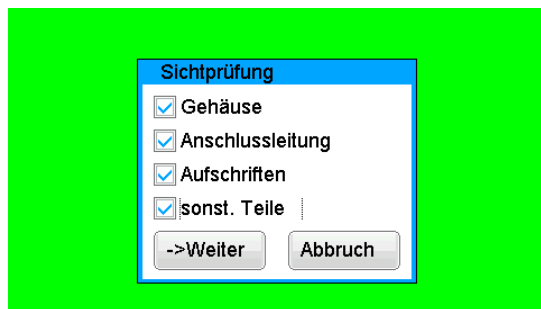 Sichtprüfung
Gehäuse
Anschlussleitung
Aufschriften
sonst. Teile
->Weiter Abbruch